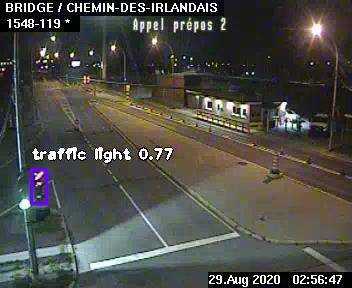 BRIDGE / CHEMIN-DES-IRLANDAIS
1548-119 *
Appel prépos 2
traffic light 0.77
29.Aug 2020 02:56:47